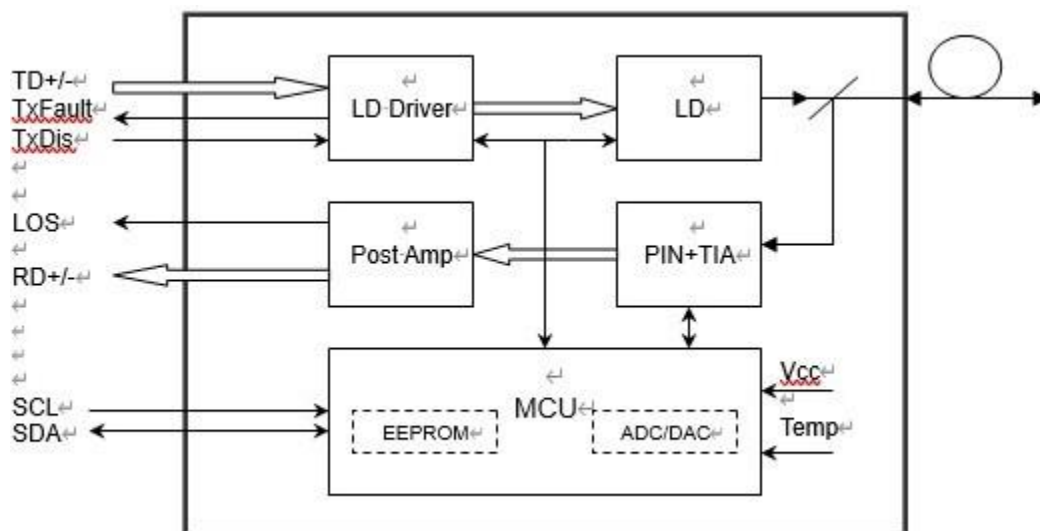 TD+/-
TxFault
TxDis
LOS
RD+/-
SCL
SDA
LD Driver
LD
Post Amp
PIN+TIA
MCU
EEPROM
ADC/DAC
Vcc
Temp